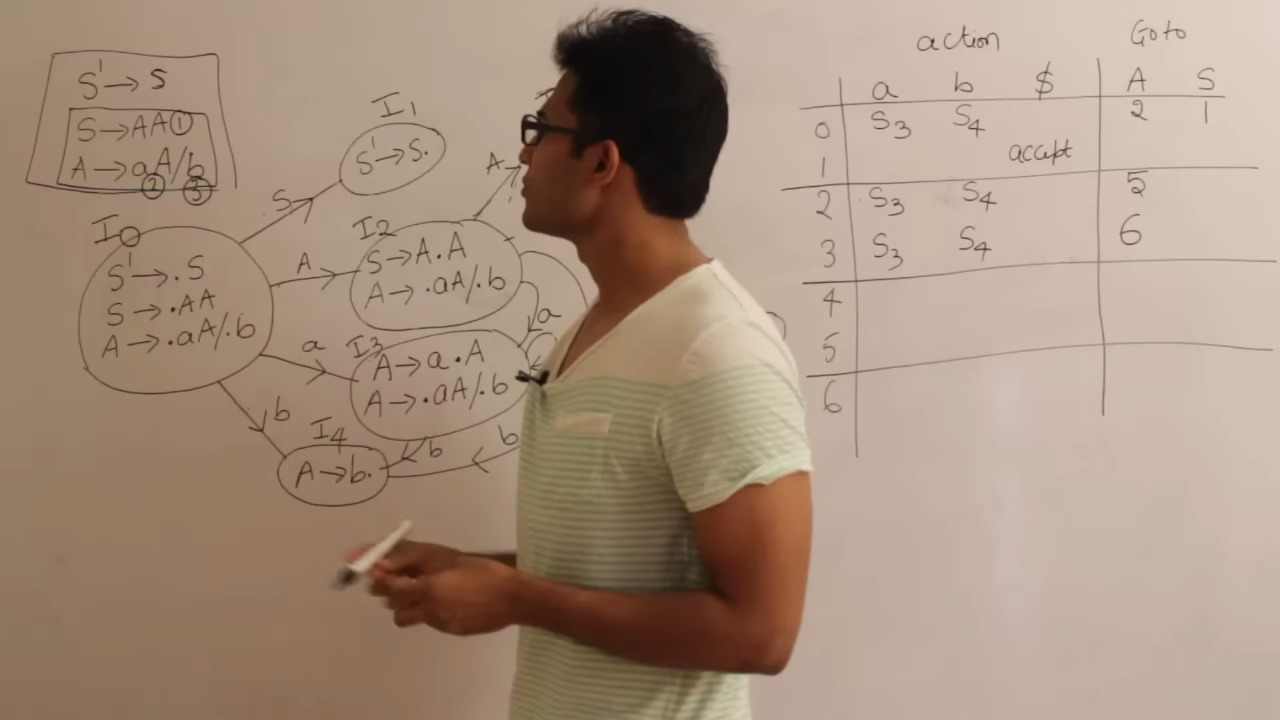 S' → S
S → AA ①
A → aA/b
② ③
I0
S' → .S
S → .AA
A → .aA/.b
S
A
a
b
I1
S' → S.
I2
S → A.A
A → .aA/.b
A
a
I3
A → a.A
A → .aA/.b
b
b
I4
A → b.
action Goto
a b $ A S
0 S3 S4 2 1
1 accept
2 S3 S4 5
3 S3 S4 6
4
5
6